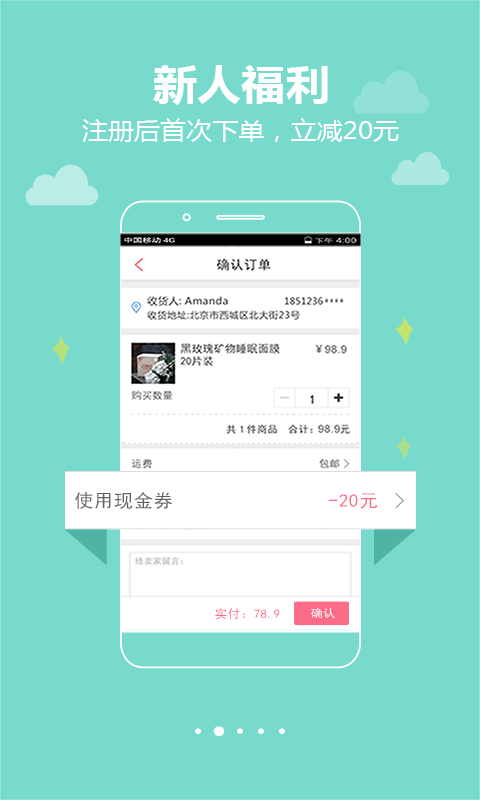 新人福利
注册后首次下单，立减20元
中国移动 4G 下午 4:00
确认订单
收货人: Amanda 1851236****
收货地址:北京市西城区北大街23号
黑玫瑰矿物睡眠面膜 ￥98.9
20片装
购买数量 1
共1件商品 合计：98.9元
运费 包邮
使用现金券 -20元
给卖家留言：
实付：78.9 确认